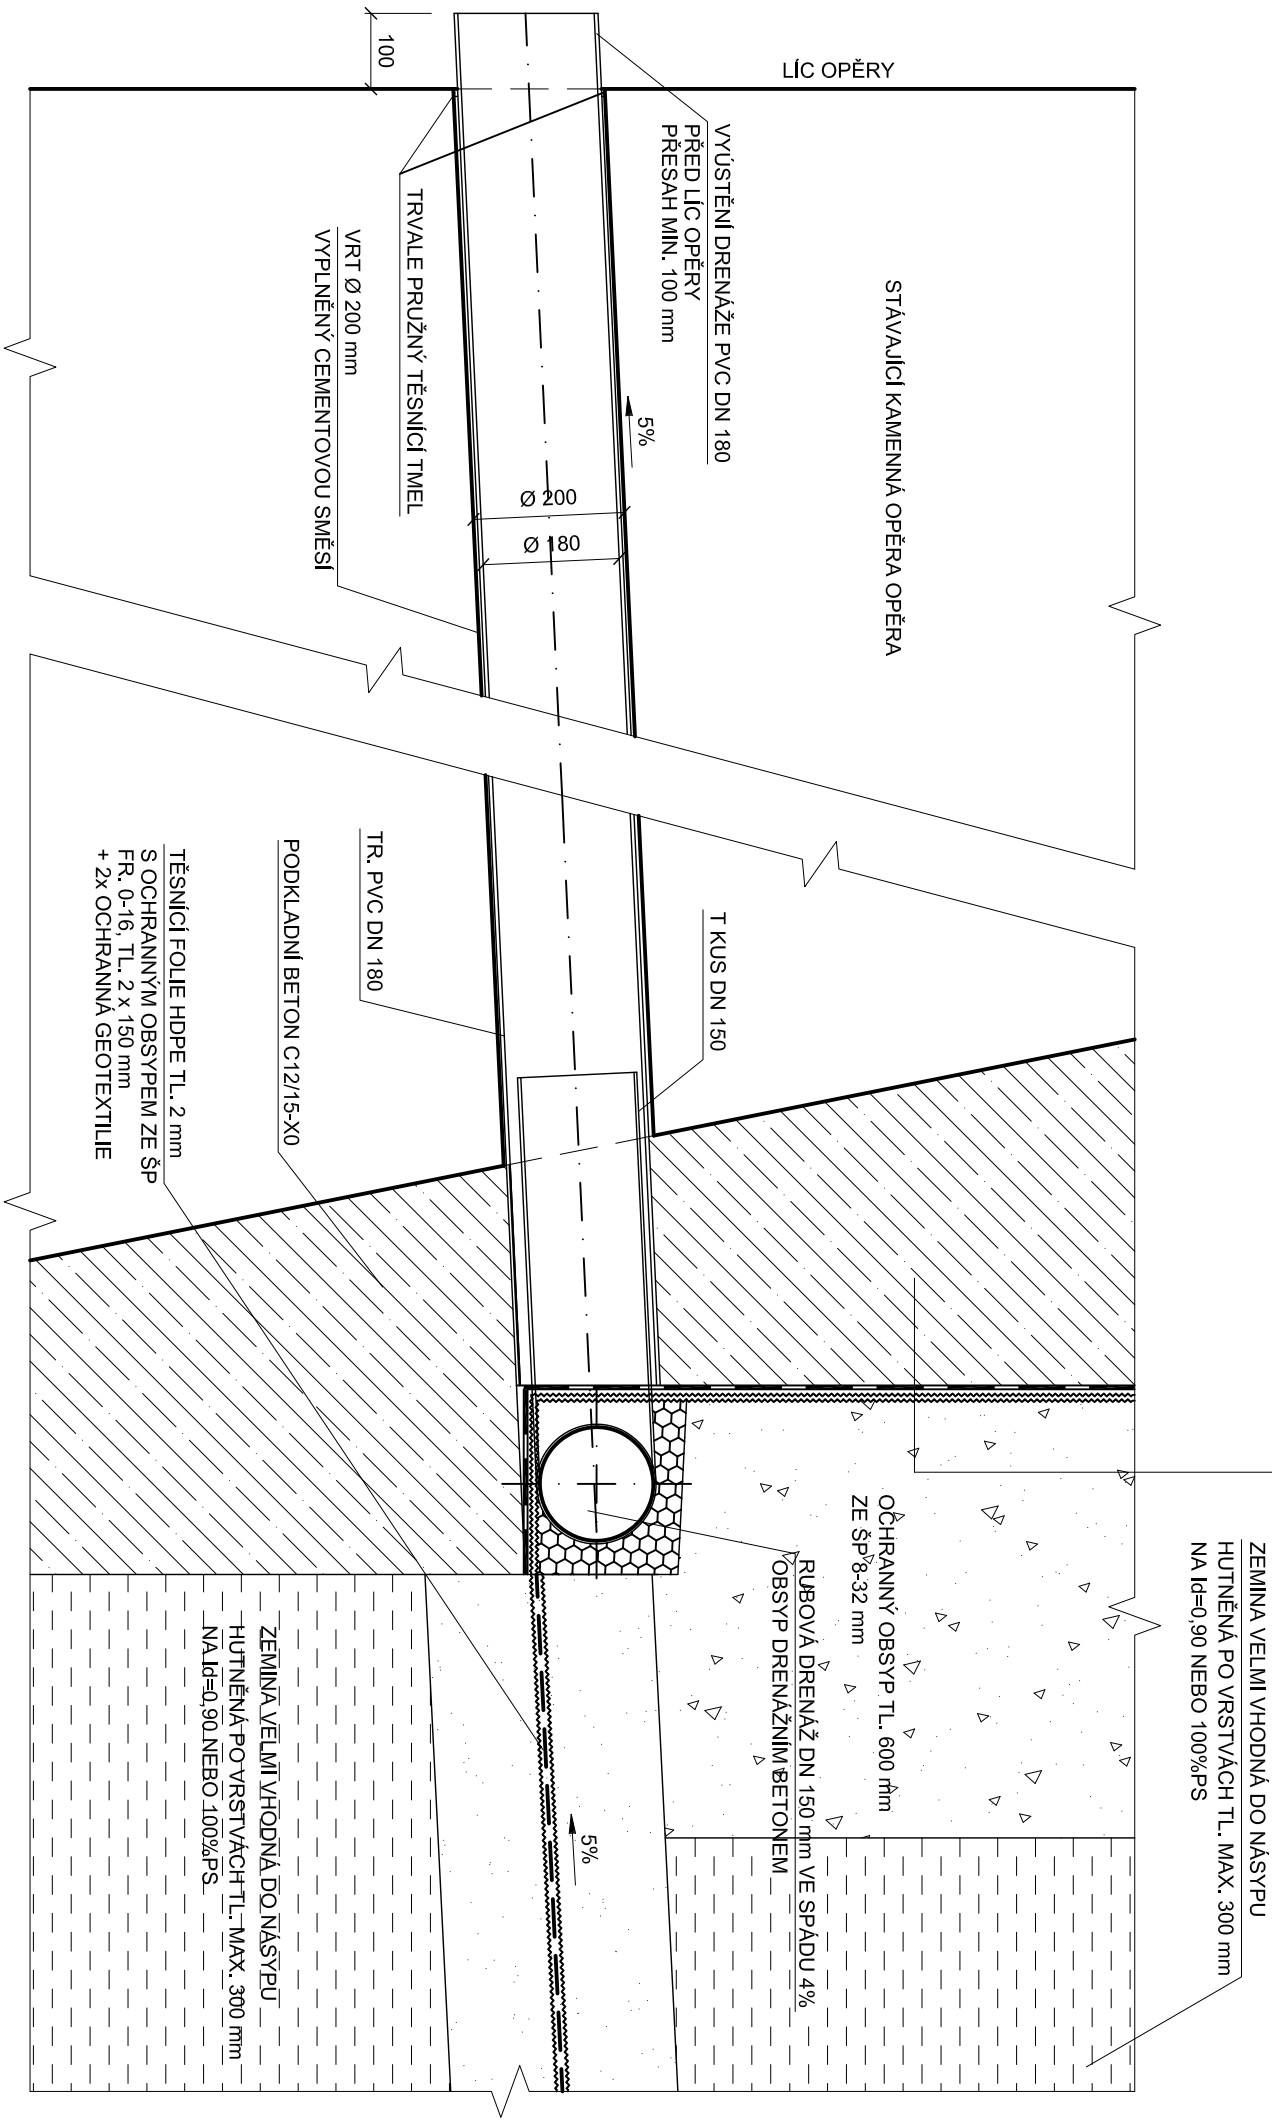 LÍC OPĚRY
100
VYÚSTĚNÍ DRENÁŽE PVC DN 180
PŘED LÍC OPĚRY
PŘESAH MIN. 100 mm
STÁVAJÍCÍ KAMENNÁ OPĚRA OPĚRA
TRVALE PRUŽNÝ TĚSNÍCÍ TMEL
VRT Ø 200 mm
VYPLNĚNÝ CEMENTOVOU SMĚSÍ
5%
Ø 200
Ø 180
T KUS DN 150
TR. PVC DN 180
PODKLADNÍ BETON C12/15-X0
TĚSNÍCÍ FOLIE HDPE TL. 2 mm
S OCHRANNÝM OBSYPEM ZE ŠP
FR. 0-16, TL. 2 x 150 mm
+ 2x OCHRANNÁ GEOTEXTILIE
OCHRANNÝ OBSYP TL. 600 mm
ZE ŠP 8-32 mm
RUBOVÁ DRENÁŽ DN 150 mm VE SPÁDU 4%
OBSYP DRENÁŽNÍM BETONEM
ZEMINA VELMI VHODNÁ DO NÁSYPU
HUTNĚNÁ PO VRSTVÁCH TL. MAX. 300 mm
NA Id=0,90 NEBO 100%PS
5%
ZEMINA VELMI VHODNÁ DO NÁSYPU
HUTNĚNÁ PO VRSTVÁCH TL. MAX. 300 mm
NA Id=0,90 NEBO 100%PS